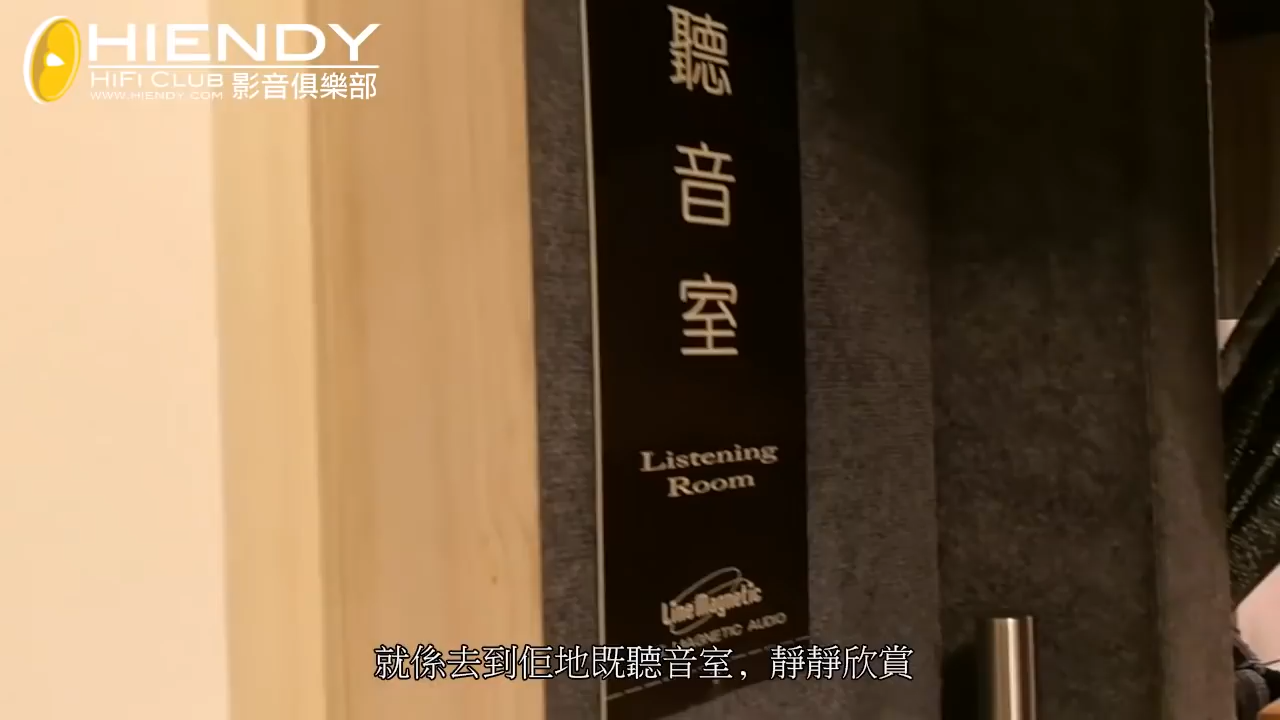 HIENDY
HIFI CLUB 影音俱樂部
WWW.HIENDY.COM
聽音室
Listening
Room
Line Magnetic
MAGNETIC AUDIO
就係去到佢地既聽音室，靜靜欣賞